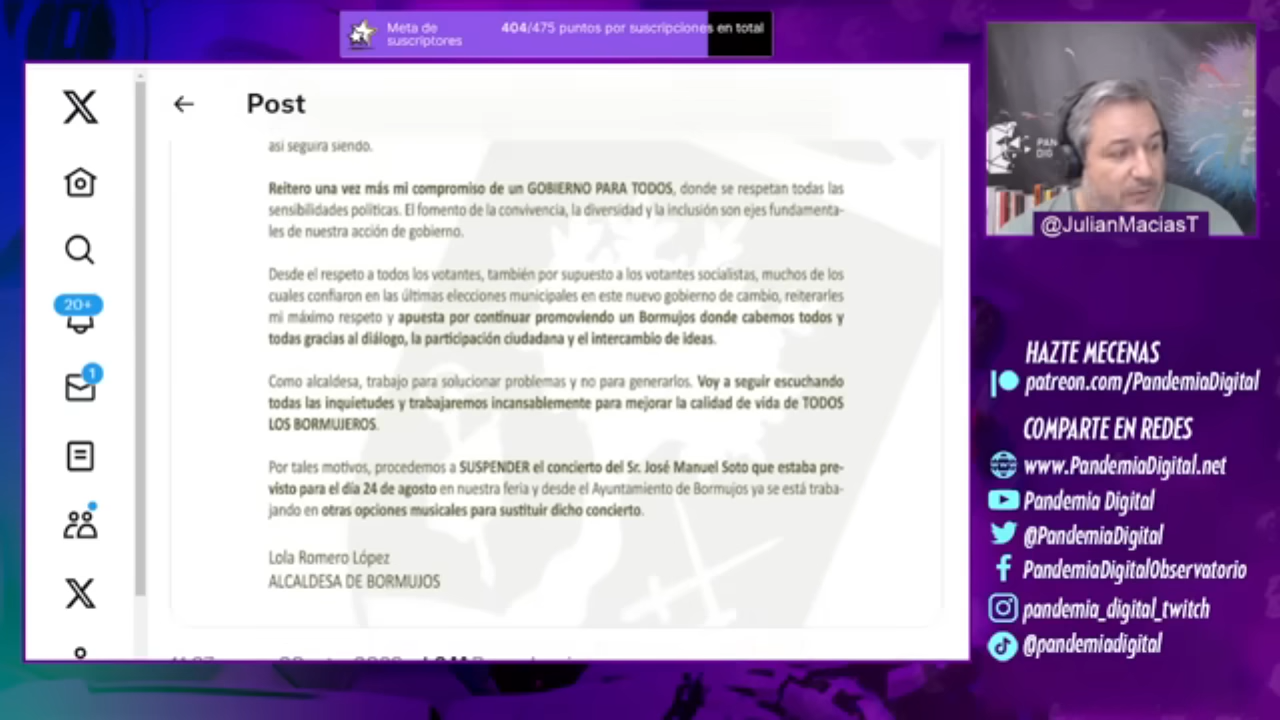 Meta de
suscriptores
404/475 puntos por suscripciones en total
Post
así seguirá siendo.
Reitero una vez más mi compromiso de un GOBIERNO PARA TODOS, donde se respetan todas las
sensibilidades políticas. El fomento de la convivencia, la diversidad y la inclusión son ejes fundamenta-
les de nuestra acción de gobierno.
Desde el respeto a todos los votantes, también por supuesto a los votantes socialistas, muchos de los
cuales confiaron en las últimas elecciones municipales en este nuevo gobierno de cambio, reiterarles
mi máximo respeto y apuesta por continuar promoviendo un Bormujos donde cabemos todos y
todas gracias al diálogo, la participación ciudadana y el intercambio de ideas.
Como alcaldesa, trabajo para solucionar problemas y no para generarlos. Voy a seguir escuchando
todas las inquietudes y trabajaremos incansablemente para mejorar la calidad de vida de TODOS
LOS BORMUJEROS.
Por tales motivos, procedemos a SUSPENDER el concierto del Sr. José Manuel Soto que estaba pre-
visto para el día 24 de agosto en nuestra feria y desde el Ayuntamiento de Bormujos ya se está traba-
jando en otras opciones musicales para sustituir dicho concierto.
Lola Romero López
ALCALDESA DE BORMUJOS
20+
1
PAN
DIG
@JulianMaciasT
HAZTE MECENAS
patreon.com/PandemiaDigital
COMPARTE EN REDES
www.PandemiaDigital.net
Pandemia Digital
@PandemiaDigital
PandemiaDigitalObservatorio
pandemia_digital_twitch
@pandemiadigital